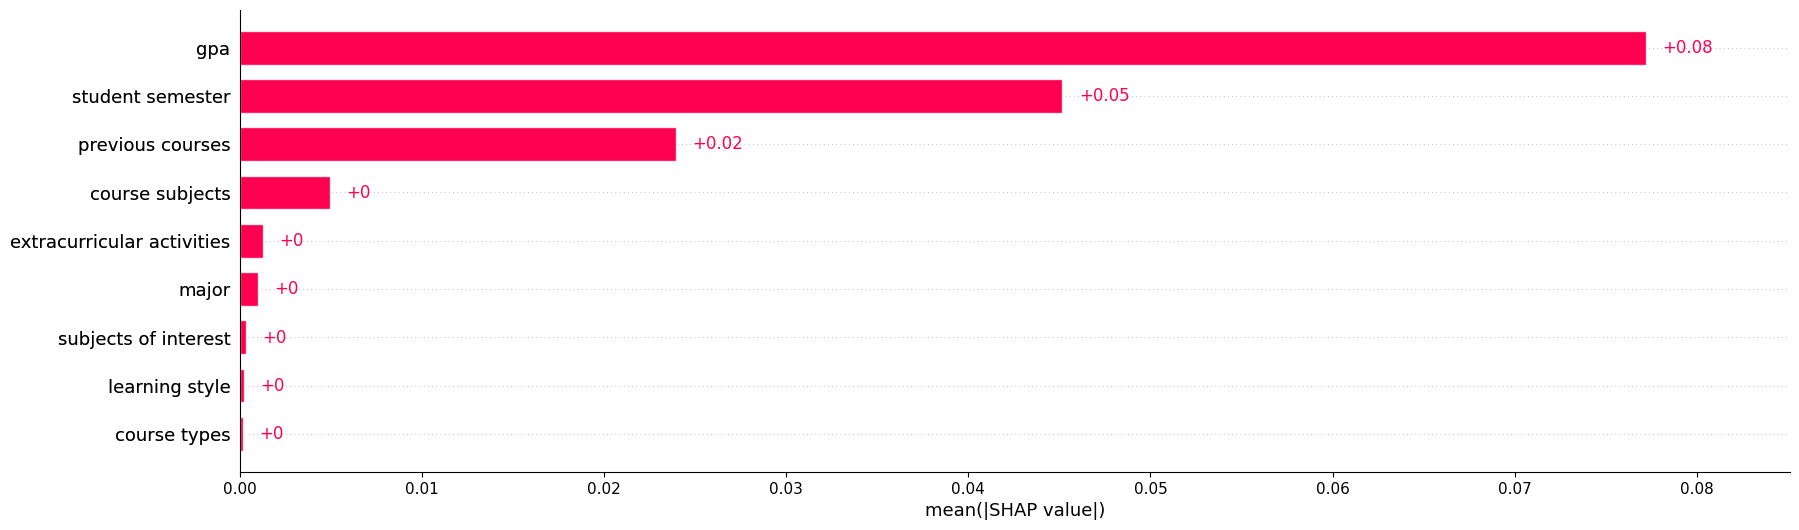 gpa +0.08
student semester +0.05
previous courses +0.02
course subjects +0
extracurricular activities +0
major +0
subjects of interest +0
learning style +0
course types +0
0.00 0.01 0.02 0.03 0.04 0.05 0.06 0.07 0.08
mean(|SHAP value|)